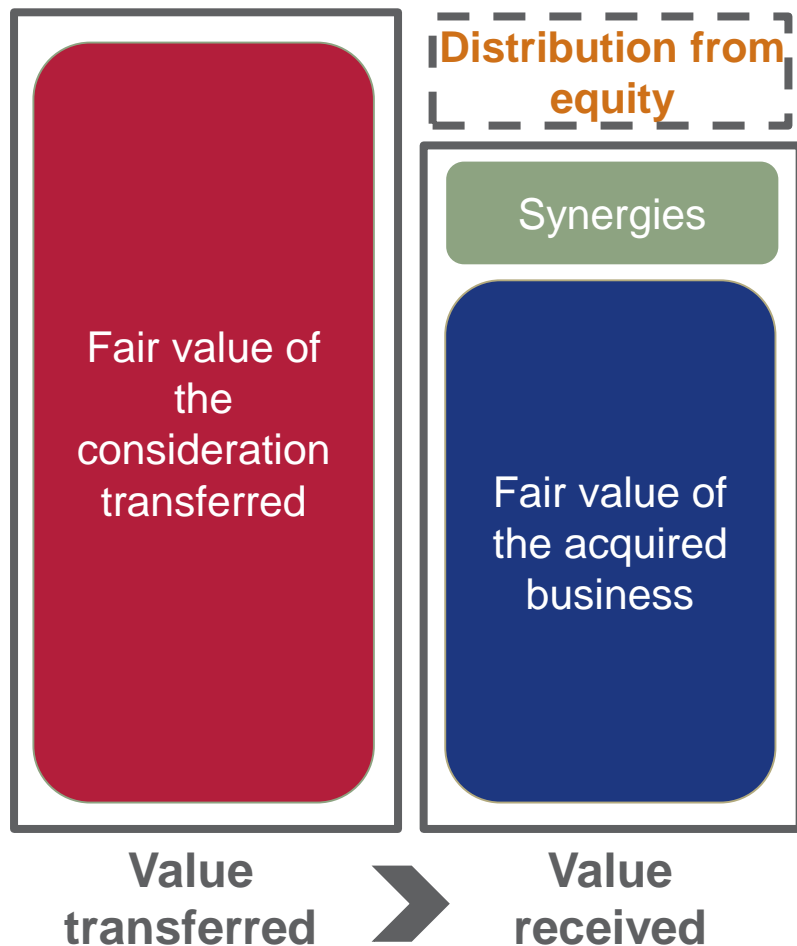 Fair value of
the
consideration
transferred
Distribution from
equity
Synergies
Fair value of
the acquired
business
Value
transferred
Value
received